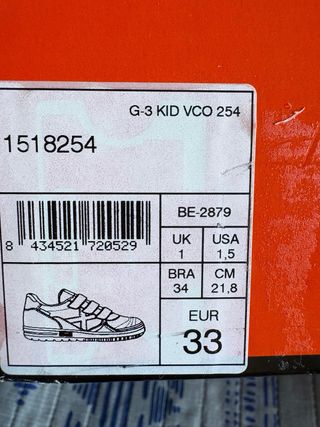 G-3 KID VCO 254
1518254
8 434521 720529
BE-2879
UK USA
1 1,5
BRA CM
34 21,8
EUR
33